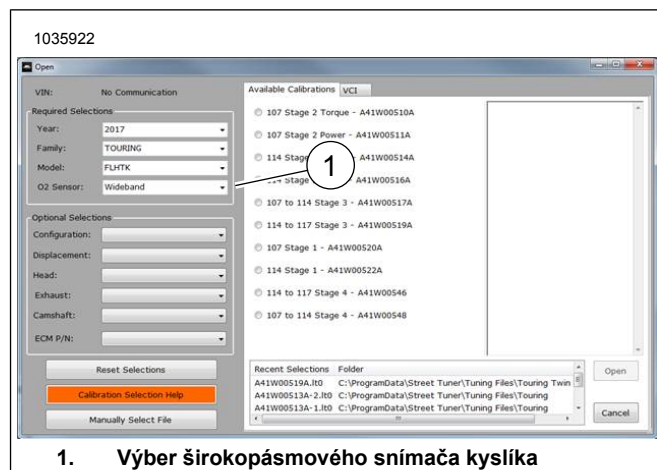 1035922
Open
VIN: No Communication
Required Selections
Year: 2017
Family: TOURING
Model: FLHTK
O2 Sensor: Wideband
Optional Selections
Configuration:
Displacement:
Head:
Exhaust:
Camshaft:
ECM P/N:
Reset Selections
Calibration Selection Help
Manually Select File
Available Calibrations VCI
107 Stage 2 Torque - A41W00510A
107 Stage 2 Power - A41W00511A
114 Stage A41W00514A
A41W00516A
107 to 114 Stage 3 - A41W00517A
114 to 117 Stage 3 - A41W00519A
107 Stage 1 - A41W00520A
114 Stage 1 - A41W00522A
114 to 117 Stage 4 - A41W00546
107 to 114 Stage 4 - A41W00548
1
Recent Selections Folder
A41W00519A.lt0 C:\ProgramData\Street Tuner\Tuning Files\Touring Twin
A41W00513A-2.lt0 C:\ProgramData\Street Tuner\Tuning Files\Touring
A41W00513A-1.lt0 C:\ProgramData\Street Tuner\Tuning Files\Touring
Open
Cancel
1. Výber širokopásmového snímača kyslíka